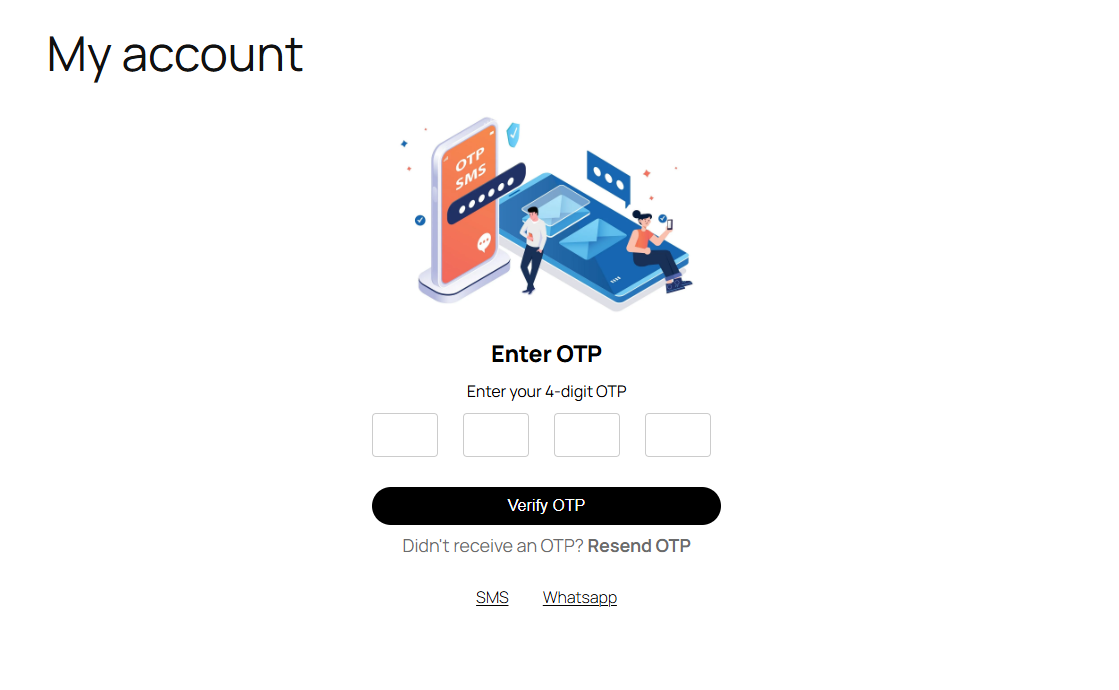 My account
OTP
SMS
Enter OTP
Enter your 4-digit OTP
Verify OTP
Didn't receive an OTP? Resend OTP
SMS Whatsapp